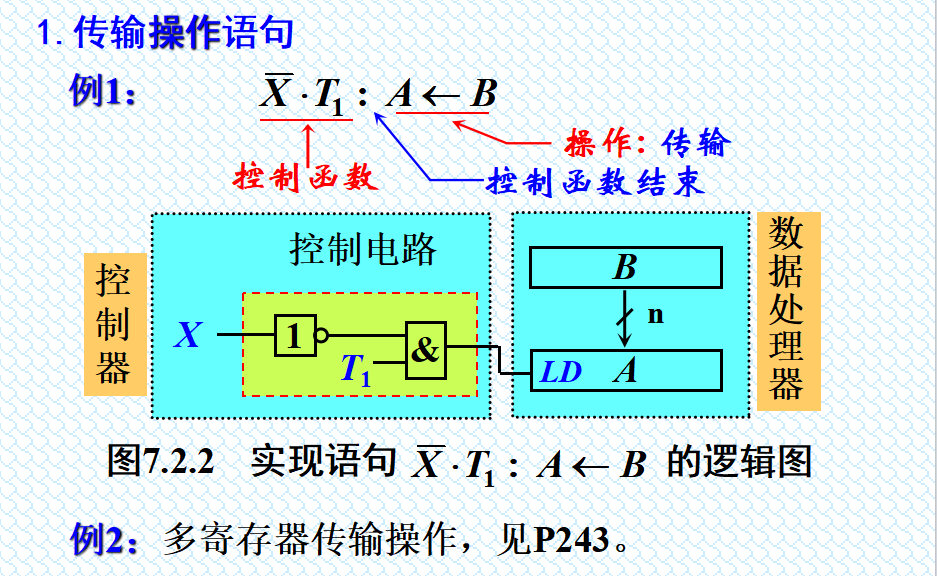 1. 传输操作语句
例1： X̅ · T₁ : A ← B
操作: 传输
控制函数
控制函数结束
控制器
控制电路
X
1
T₁
&
B
n
LD A
数据处理器
图7.2.2 实现语句 X̅ · T₁ : A ← B 的逻辑图
例2：多寄存器传输操作，见P243。